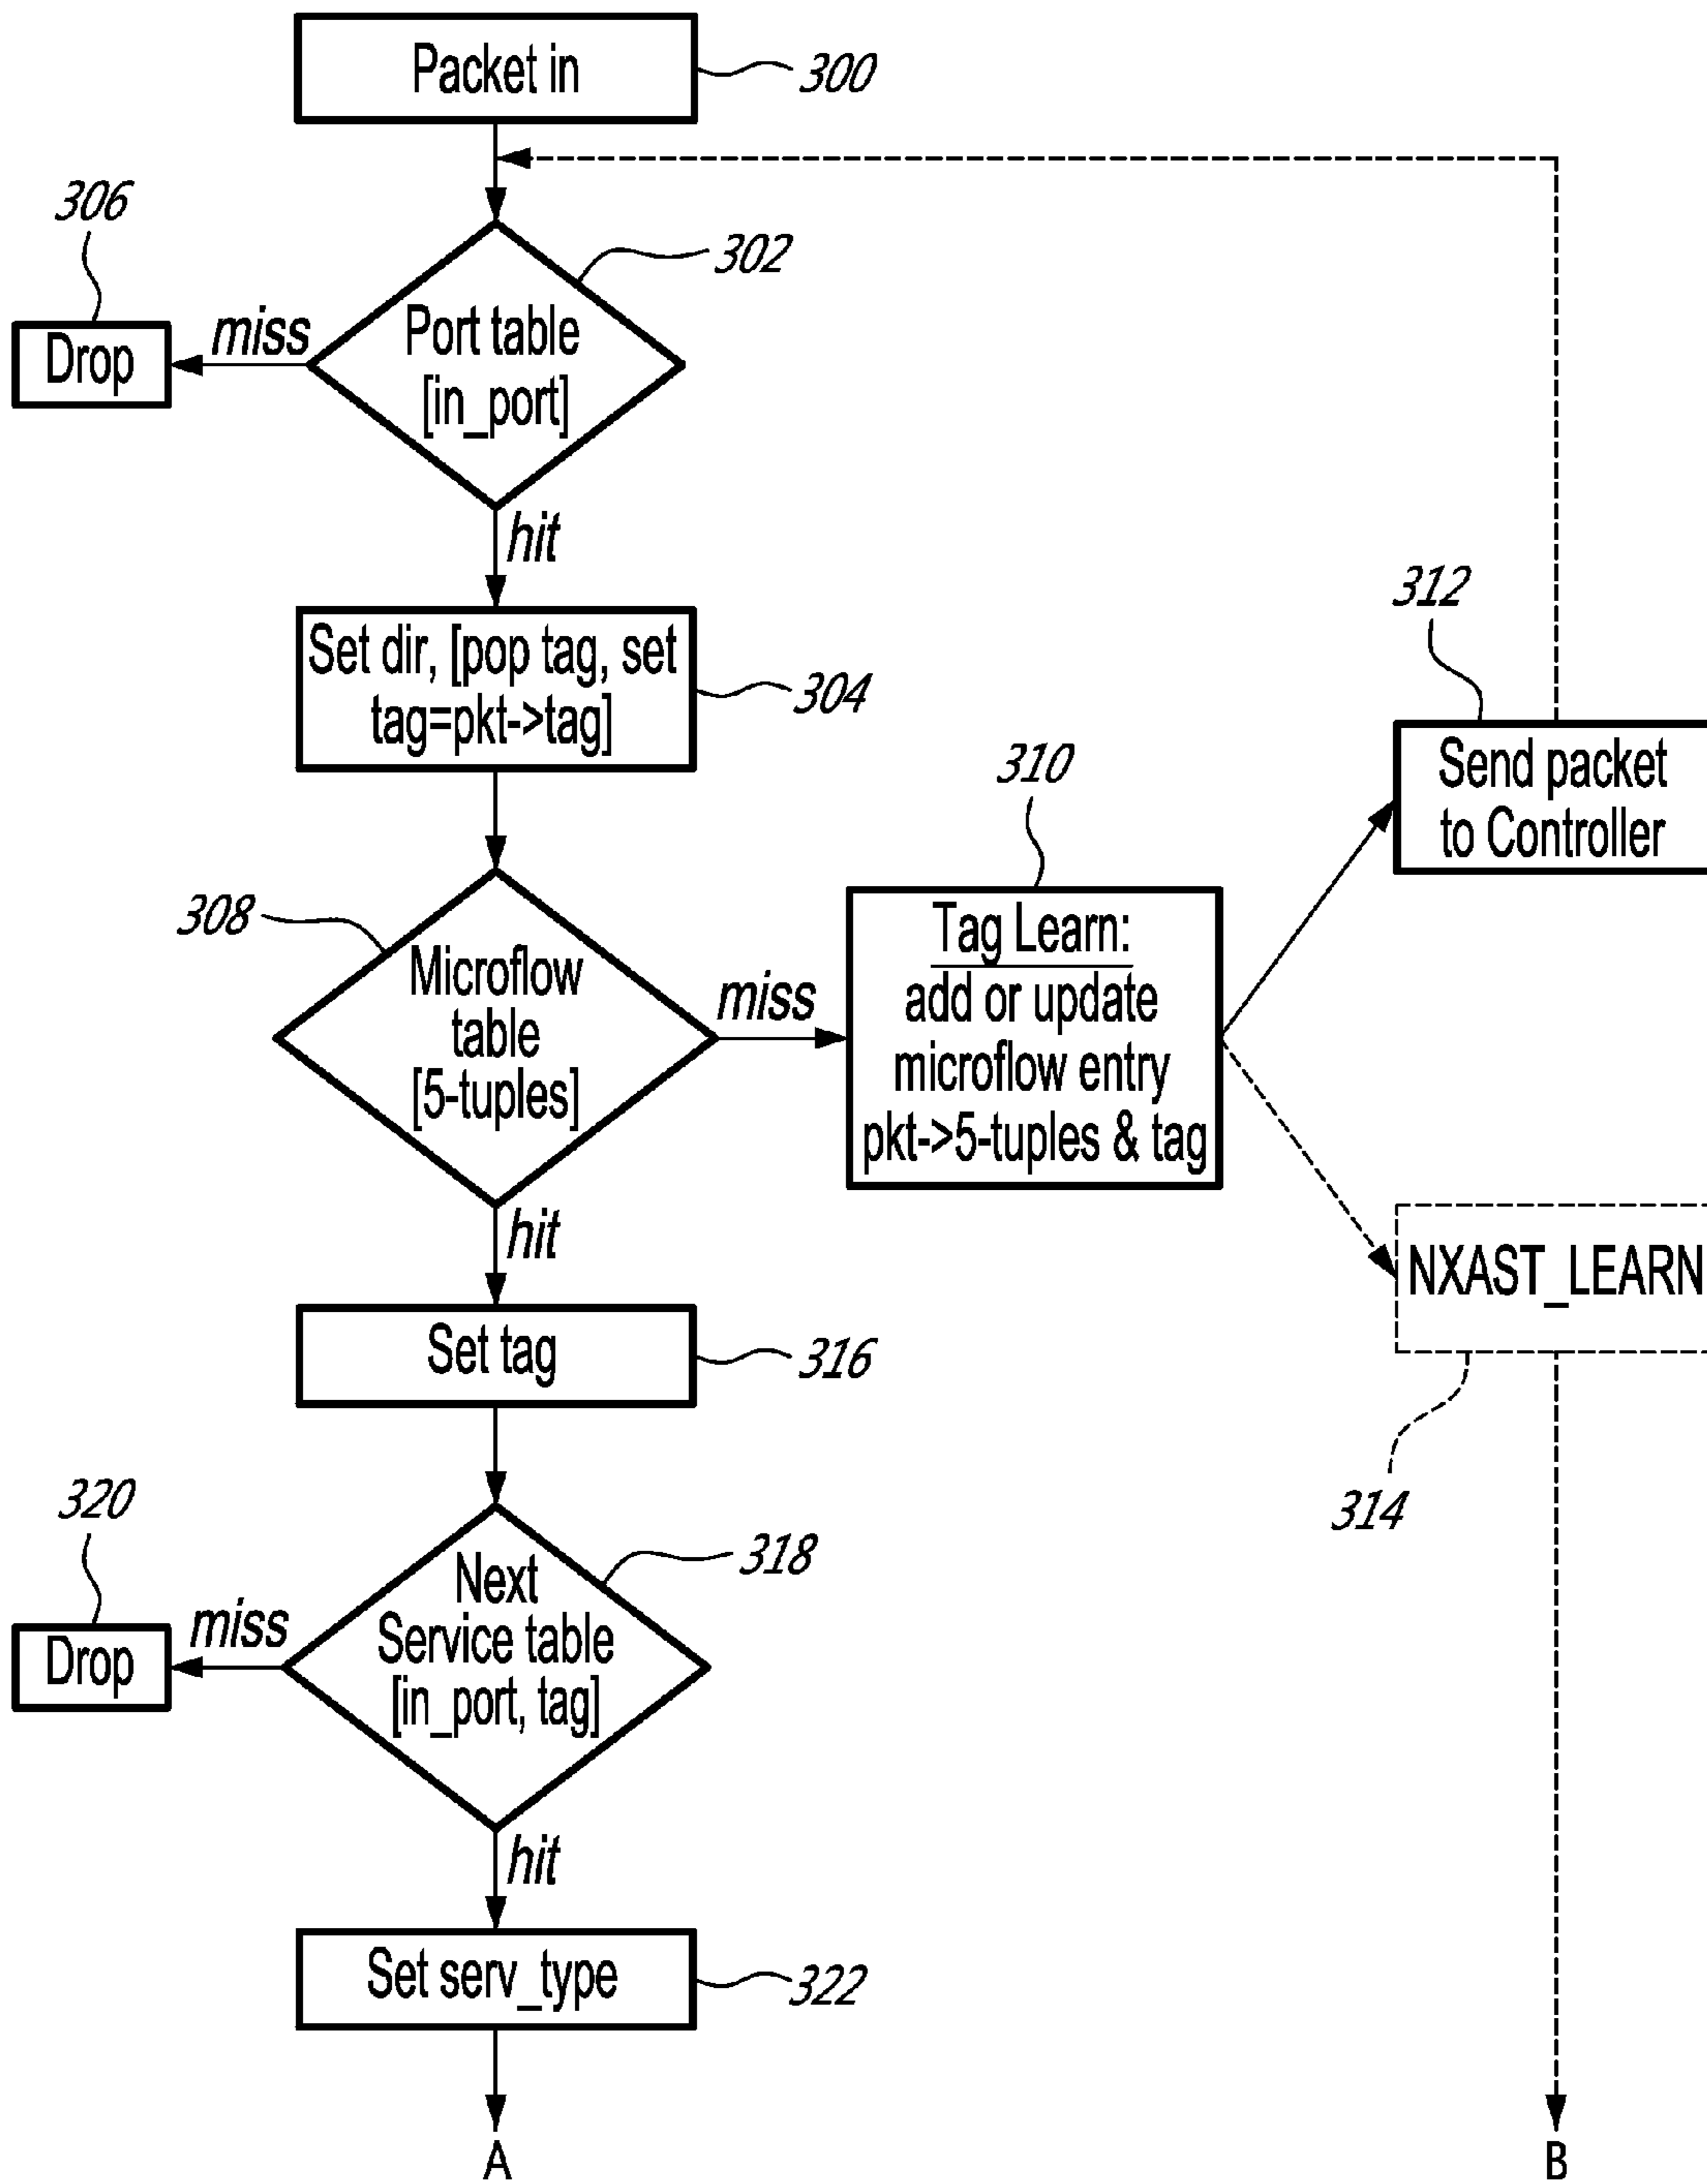 Packet in
300
306
302
Drop
miss
Port table
[in_port]
hit
Set dir, [pop tag, set
tag=pkt->tag]
304
312
Send packet
to Controller
310
308
Microflow
table
[5-tuples]
miss
Tag Learn:
add or update
microflow entry
pkt->5-tuples & tag
hit
NXAST_LEARN
314
Set tag
316
320
318
Drop
miss
Next
Service table
[in_port, tag]
hit
Set serv_type
322
A
B